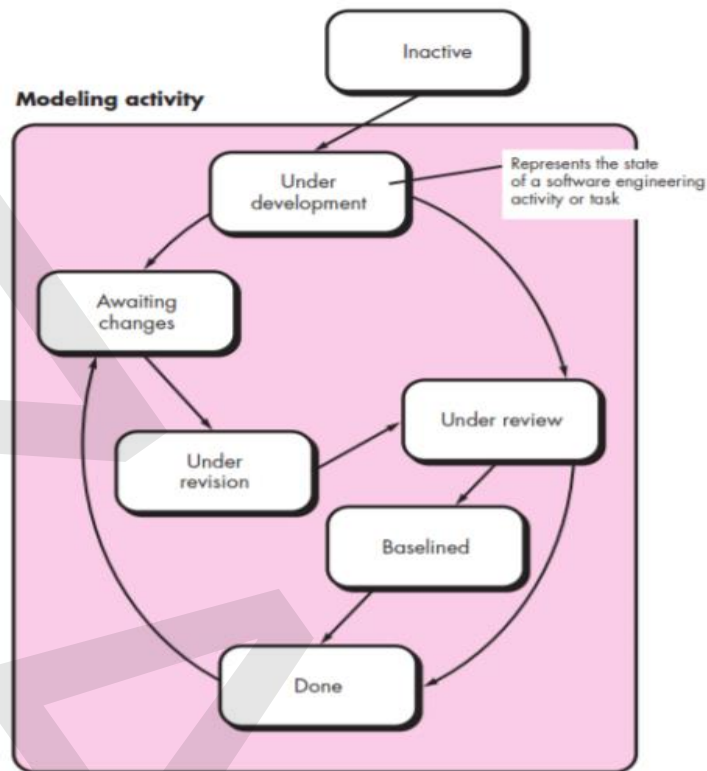 Inactive
Modeling activity
Under
development
Represents the state
of a software engineering
activity or task
Awaiting
changes
Under review
Under
revision
Baselined
Done